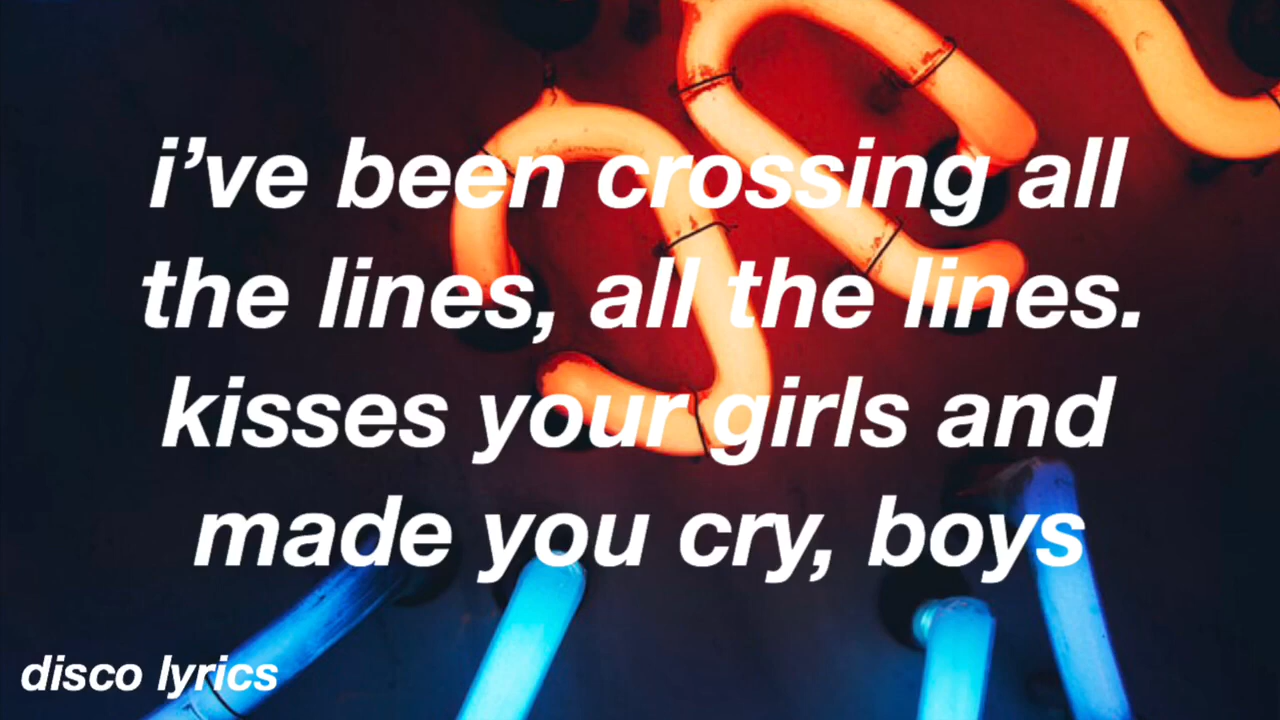 i’ve been crossing all
the lines, all the lines.
kisses your girls and
made you cry, boys
disco lyrics